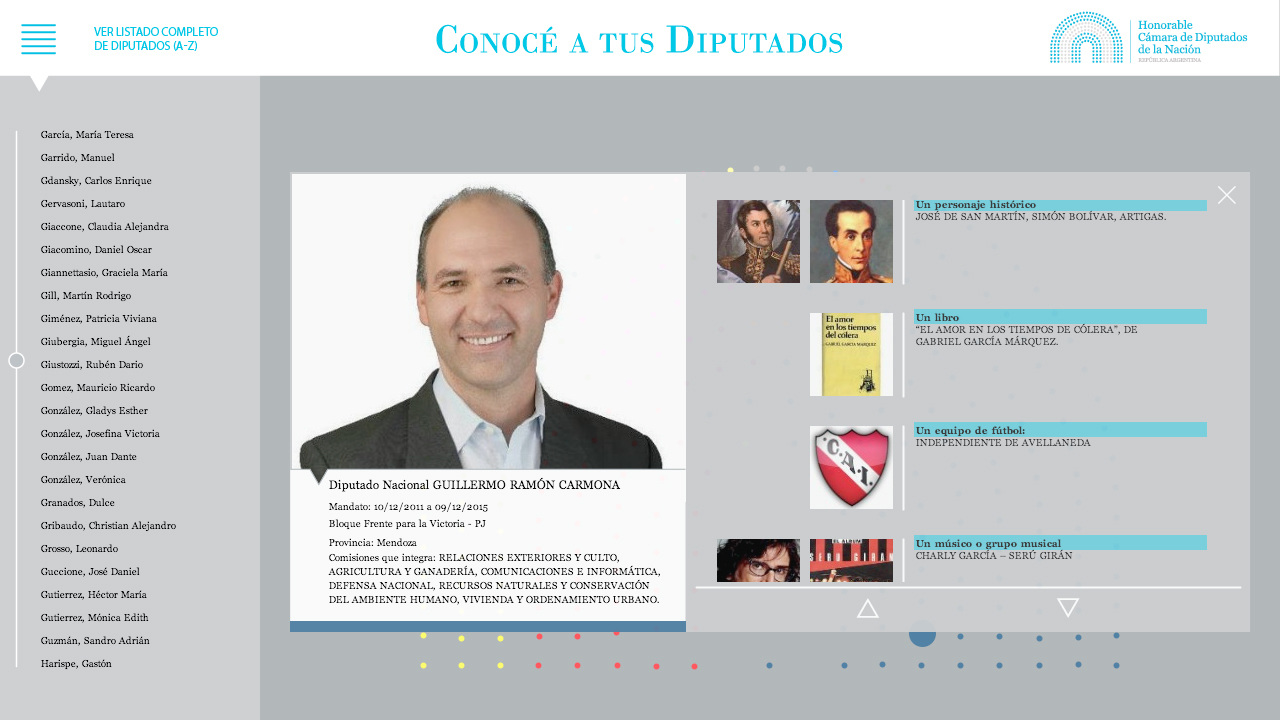 VER LISTADO COMPLETO
DE DIPUTADOS (A-Z)
CONOCÉ A TUS DIPUTADOS
Honorable
Cámara de Diputados
de la Nación
REPÚBLICA ARGENTINA
García, María Teresa
Garrido, Manuel
Gdansky, Carlos Enrique
Gervasoni, Lautaro
Giaccone, Claudia Alejandra
Giacomino, Daniel Oscar
Giannettasio, Graciela María
Gill, Martín Rodrigo
Giménez, Patricia Viviana
Giubergia, Miguel Ángel
Giustozzi, Rubén Darío
Gomez, Mauricio Ricardo
González, Gladys Esther
González, Josefina Victoria
González, Juan Dante
González, Verónica
Granados, Dulce
Gribaudo, Christian Alejandro
Grosso, Leonardo
Guccione, José Daniel
Gutierrez, Héctor María
Gutierrez, Mónica Edith
Guzmán, Sandro Adrián
Harispe, Gastón
Diputado Nacional GUILLERMO RAMÓN CARMONA
Mandato: 10/12/2011 a 09/12/2015
Bloque Frente para la Victoria - PJ
Provincia: Mendoza
Comisiones que integra: RELACIONES EXTERIORES Y CULTO,
AGRICULTURA Y GANADERÍA, COMUNICACIONES E INFORMÁTICA,
DEFENSA NACIONAL, RECURSOS NATURALES Y CONSERVACIÓN
DEL AMBIENTE HUMANO, VIVIENDA Y ORDENAMIENTO URBANO.
Un personaje histórico
JOSÉ DE SAN MARTÍN, SIMÓN BOLÍVAR, ARTIGAS.
El amor
en los tiempos
del cólera
GABRIEL GARCIA MARQUEZ
Un libro
“EL AMOR EN LOS TIEMPOS DE CÓLERA”, DE
GABRIEL GARCÍA MÁRQUEZ.
C.A.I.
Un equipo de fútbol:
INDEPENDIENTE DE AVELLANEDA
SERU GIRAN
Un músico o grupo musical
CHARLY GARCÍA – SERÚ GIRÁN